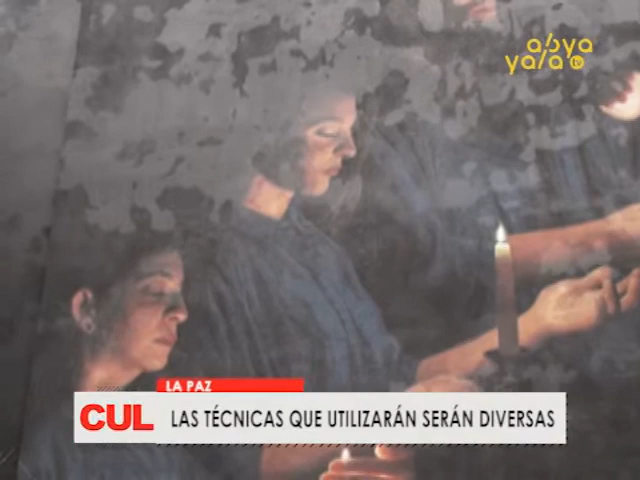 abya
yala tv
LA PAZ
CUL LAS TÉCNICAS QUE UTILIZARÁN SERÁN DIVERSAS